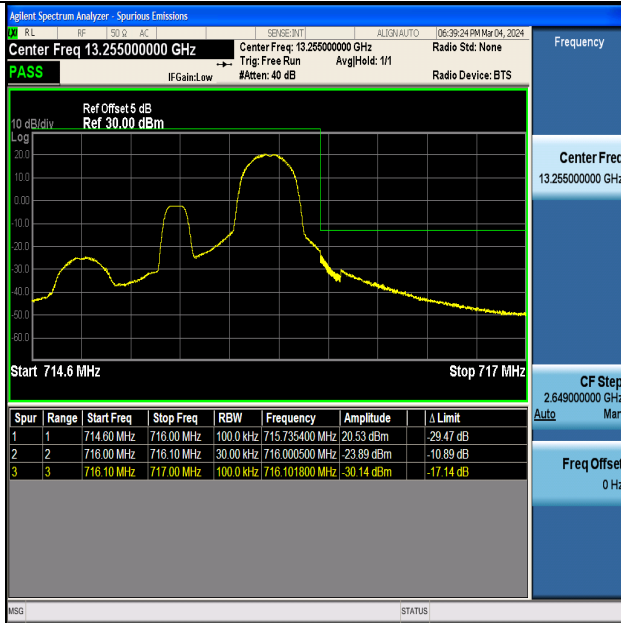 Agilent Spectrum Analyzer - Spurious Emissions
RL RF 50 Ω AC SENSE:INT ALIGN AUTO 06:39:24 PM Mar 04, 2024
Center Freq 13.255000000 GHz
Center Freq: 13.255000000 GHz
Radio Std: None
Trig: Free Run Avg|Hold: 1/1
PASS
IFGain:Low
#Atten: 40 dB
Radio Device: BTS
Frequency
Ref Offset 5 dB
10 dB/div Ref 30.00 dBm
Log
20.0
10.0
0.00
-10.0
-20.0
-30.0
-40.0
-50.0
-60.0
Start 714.6 MHz Stop 717 MHz
Spur Range Start Freq Stop Freq RBW Frequency Amplitude Δ Limit
1 1 714.60 MHz 716.00 MHz 100.0 kHz 715.735400 MHz 20.53 dBm -29.47 dB
2 2 716.00 MHz 716.10 MHz 30.00 kHz 716.000500 MHz -23.89 dBm -10.89 dB
3 3 716.10 MHz 717.00 MHz 100.0 kHz 716.101800 MHz -30.14 dBm -17.14 dB
Center Freq
13.255000000 GHz
CF Step
2.649000000 GHz
Auto Man
Freq Offset
0 Hz
MSG STATUS